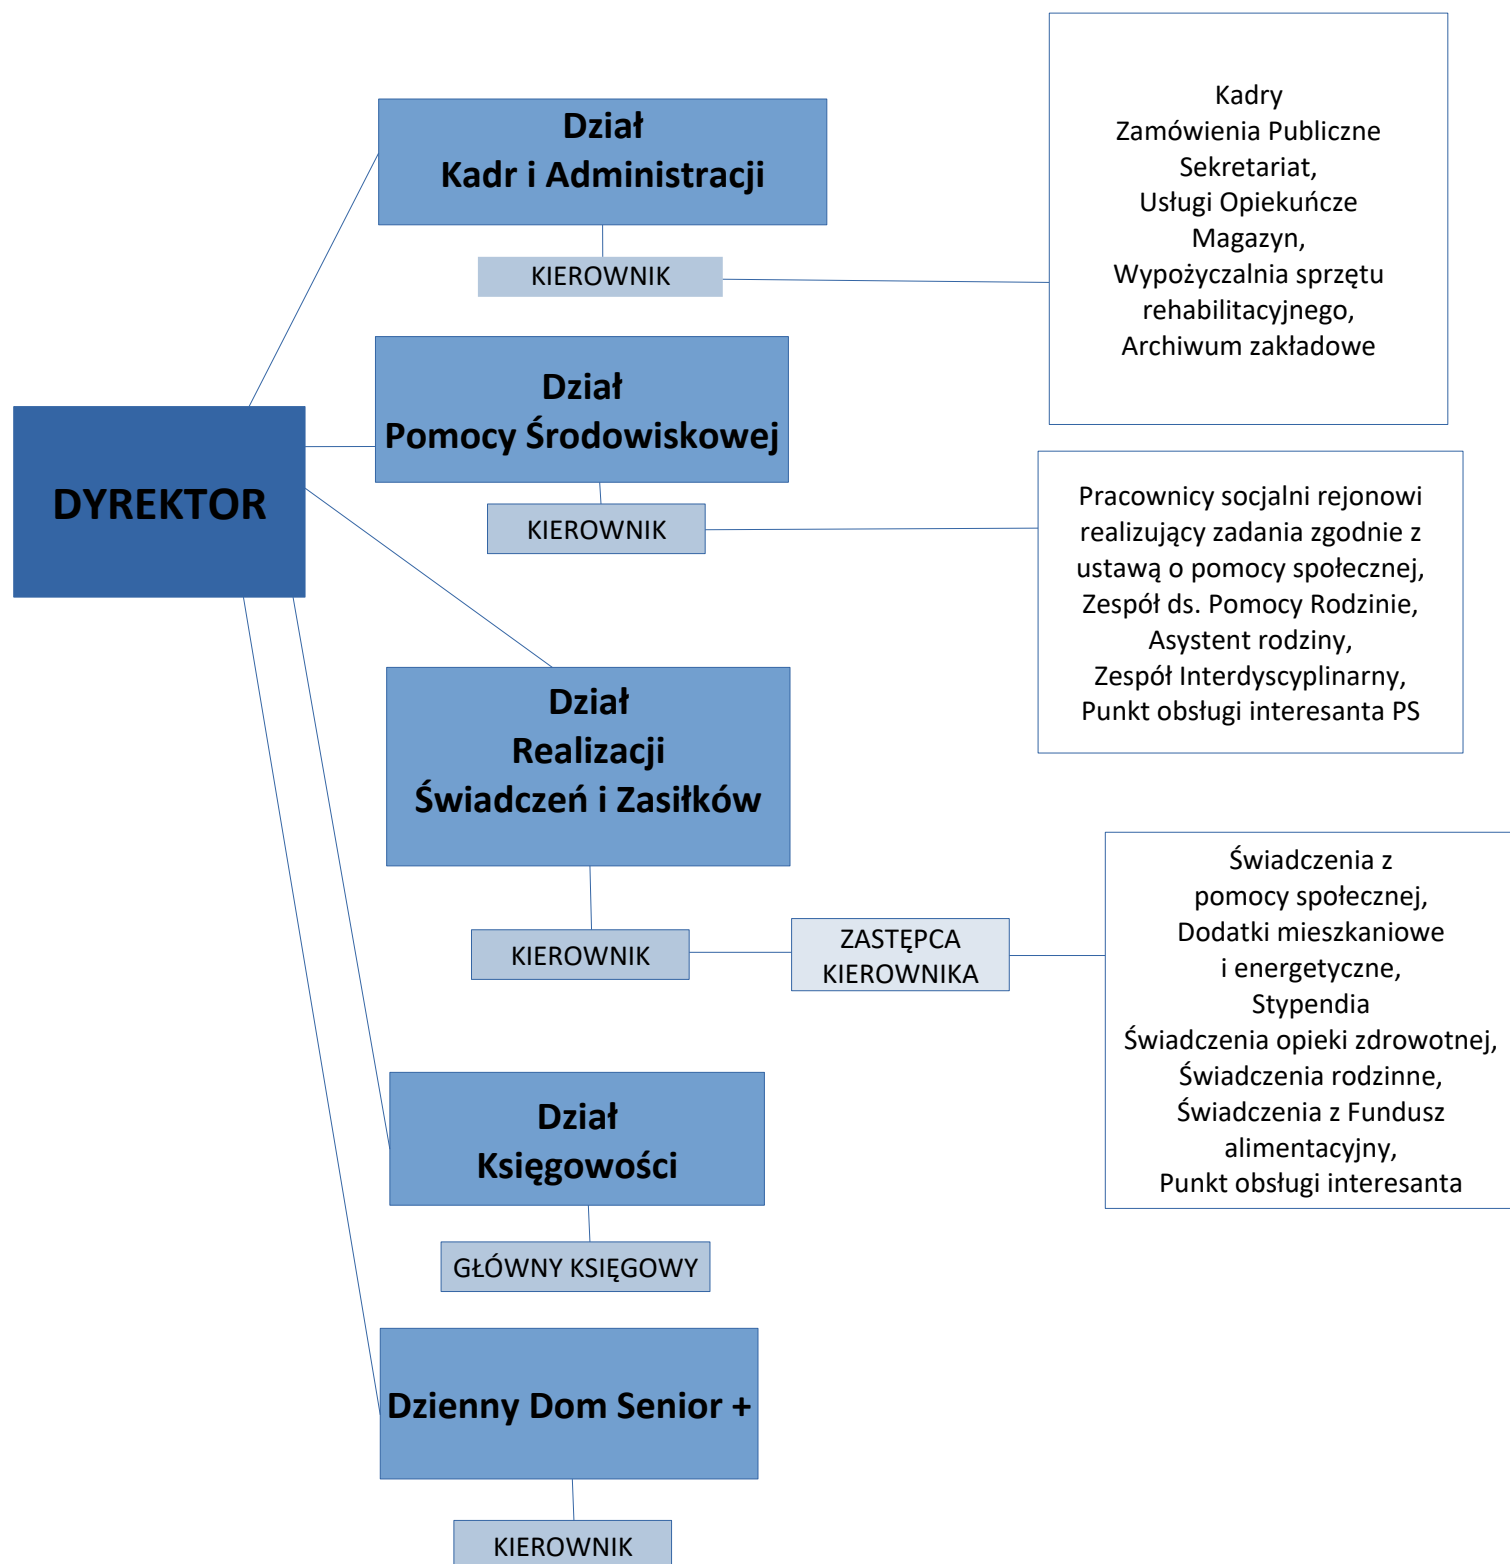 Dział
Kadr i Administracji
KIEROWNIK
Kadry
Zamówienia Publiczne
Sekretariat,
Usługi Opiekuńcze
Magazyn,
Wypożyczalnia sprzętu
rehabilitacyjnego,
Archiwum zakładowe
DYREKTOR
Dział
Pomocy Środowiskowej
KIEROWNIK
Pracownicy socjalni rejonowi
realizujący zadania zgodnie z
ustawą o pomocy społecznej,
Zespół ds. Pomocy Rodzinie,
Asystent rodziny,
Zespół Interdyscyplinarny,
Punkt obsługi interesanta PS
Dział
Realizacji
Świadczeń i Zasiłków
KIEROWNIK
ZASTĘPCA
KIEROWNIKA
Świadczenia z
pomocy społecznej,
Dodatki mieszkaniowe
i energetyczne,
Stypendia
Świadczenia opieki zdrowotnej,
Świadczenia rodzinne,
Świadczenia z Fundusz
alimentacyjny,
Punkt obsługi interesanta
Dział
Księgowości
GŁÓWNY KSIĘGOWY
Dzienny Dom Senior +
KIEROWNIK